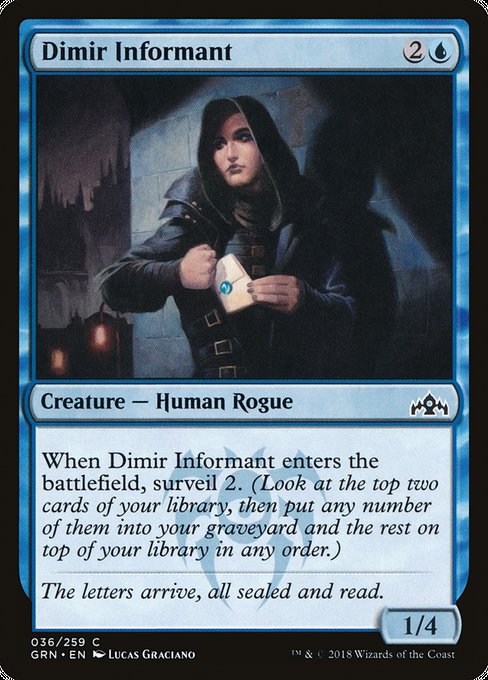 Dimir Informant 2
Creature — Human Rogue
When Dimir Informant enters the
battlefield, surveil 2. (Look at the top two
cards of your library, then put any number
of them into your graveyard and the rest on
top of your library in any order.)
The letters arrive, all sealed and read.
1/4
036/259 C
GRN • EN Lucas Graciano
™ & © 2018 Wizards of the Coast